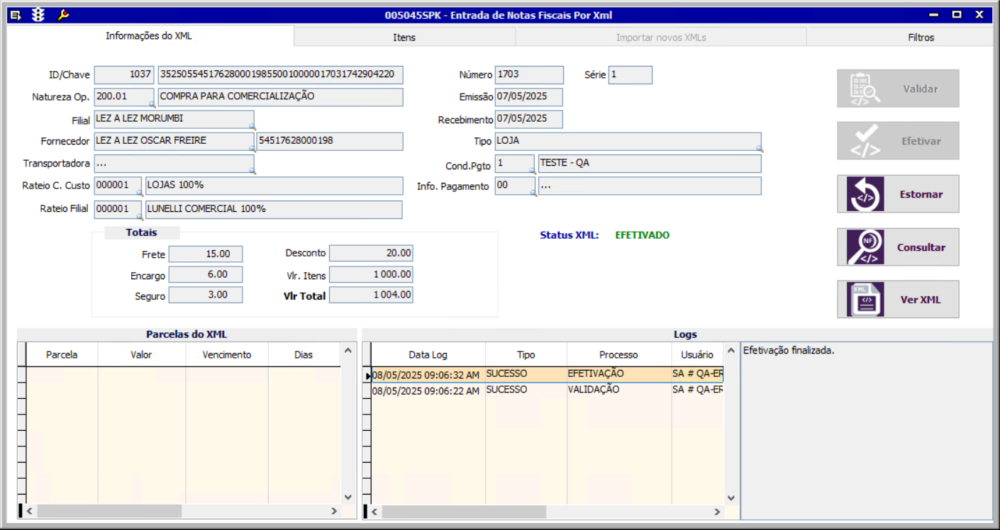 005045SPK - Entrada de Notas Fiscais Por Xml
Informações do XML Itens Importar novos XMLs Filtros
ID/Chave 1037 35250554517628000198550010000017031742904220 Número 1703 Série 1
Natureza Op. 200.01 COMPRA PARA COMERCIALIZAÇÃO Emissão 07/05/2025
Filial LEZ A LEZ MORUMBI Recebimento 07/05/2025
Fornecedor LEZ A LEZ OSCAR FREIRE 54517628000198 Tipo LOJA
Transportadora ... Cond.Pgto 1 TESTE - QA
Rateio C. Custo 000001 LOJAS 100% Info. Pagamento 00 ...
Rateio Filial 000001 LUNELLI COMERCIAL 100%
Validar
Efetivar
Estornar
NF Consultar
XML Ver XML
Totais Status XML: EFETIVADO
Frete 15.00 Desconto 20.00
Encargo 6.00 Vlr. Itens 1 000.00
Seguro 3.00 Vlr Total 1 004.00
Parcelas do XML
Parcela Valor Vencimento Dias
Logs
Data Log Tipo Processo Usuário
08/05/2025 09:06:32 AM SUCESSO EFETIVAÇÃO SA # QA-ER
08/05/2025 09:06:22 AM SUCESSO VALIDAÇÃO SA # QA-ER
Efetivação finalizada.